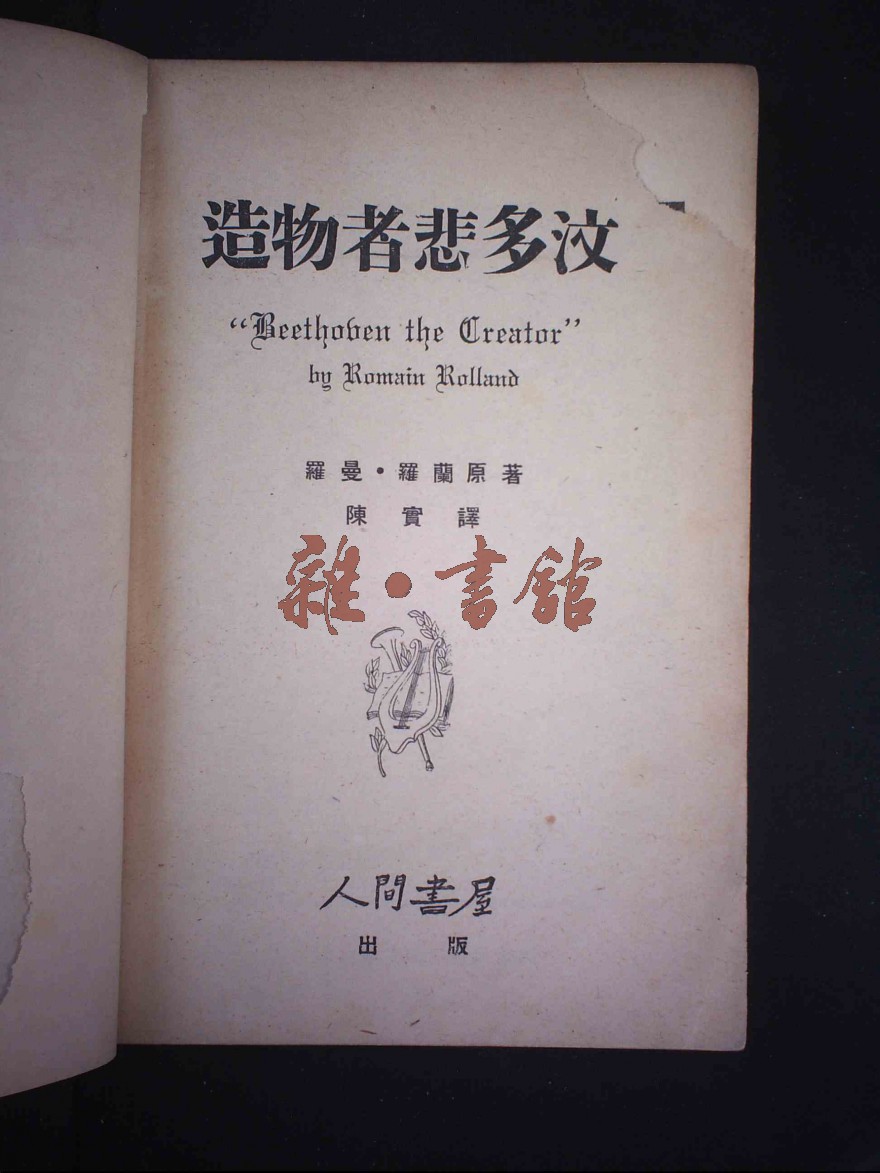 造物者悲多汶
“Beethoven the Creator”
by Romain Rolland
羅曼・羅蘭原著
陳實譯
雜・書館
人間書屋
出版